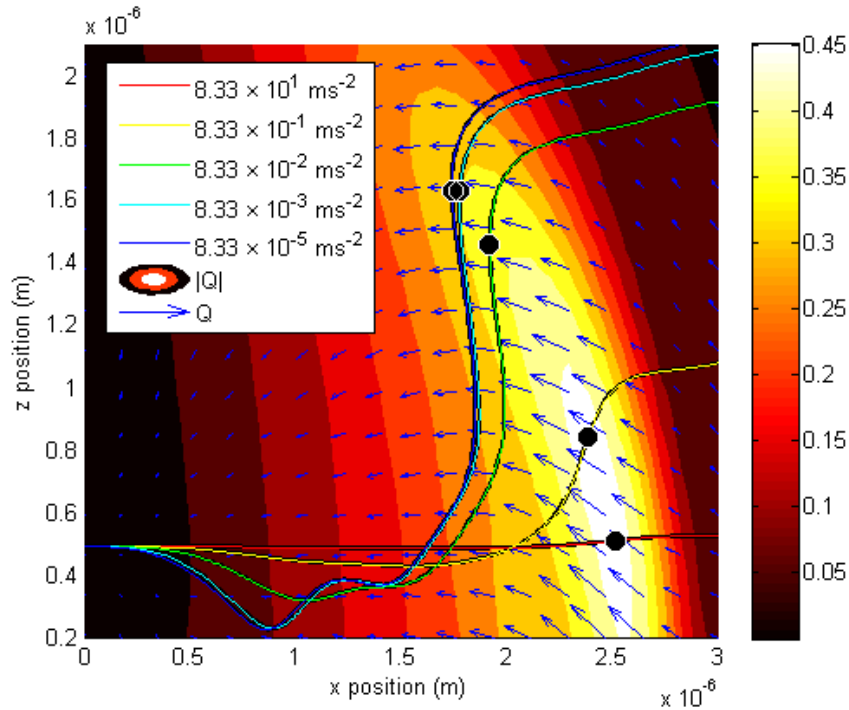 x 10⁻⁶
2
1.8
1.6
1.4
1.2
1
0.8
0.6
0.4
0.2
z position (m)
8.33 × 10¹ ms⁻²
8.33 × 10⁻¹ ms⁻²
8.33 × 10⁻² ms⁻²
8.33 × 10⁻³ ms⁻²
8.33 × 10⁻⁵ ms⁻²
|Q|
Q
0 0.5 1 1.5 2 2.5 3
x position (m)
x 10⁻⁶
0.45
0.4
0.35
0.3
0.25
0.2
0.15
0.1
0.05